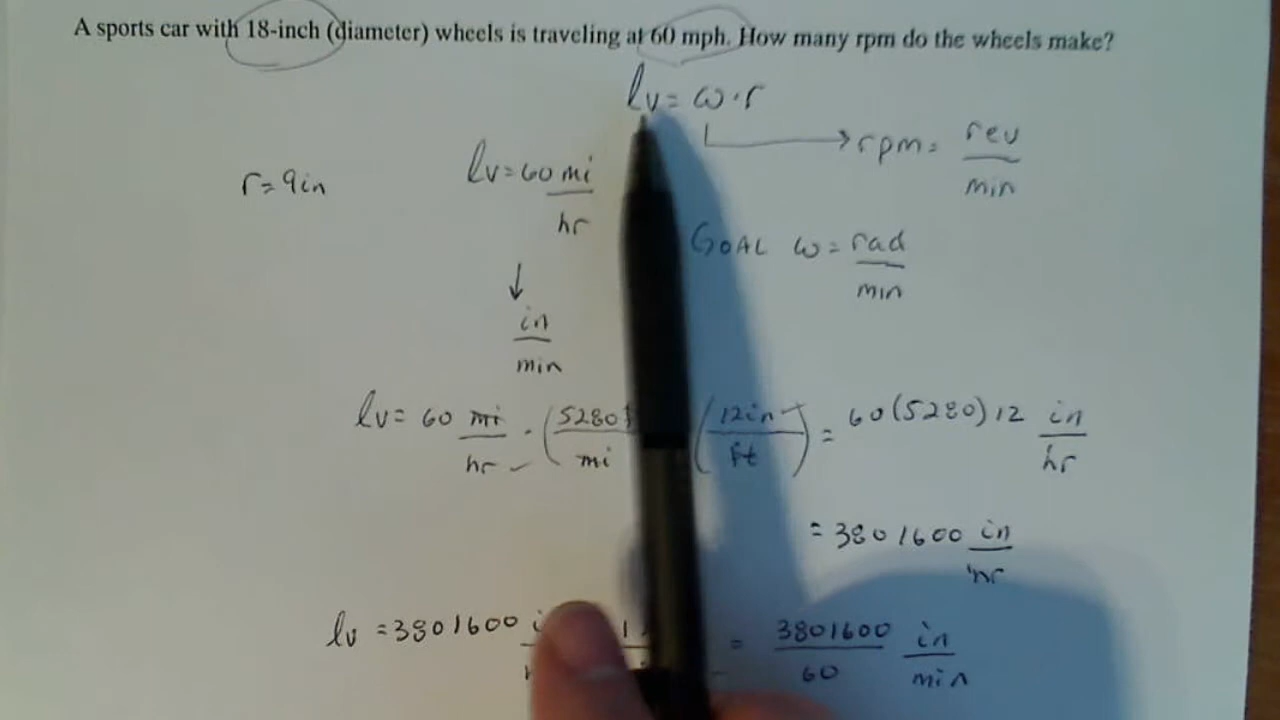 A sports car with 18-inch (diameter) wheels is traveling at 60 mph. How many rpm do the wheels make?
lv = ω · r
rpm = rev
min
r = 9in
lv = 60 mi
hr
GOAL ω = rad
min
in
min
lv = 60 mi/hr · (5280 /mi) (12in/ft) = 60(5280)12 in/hr
= 3801600 in/hr
lv = 3801600 = 3801600/60 in/min